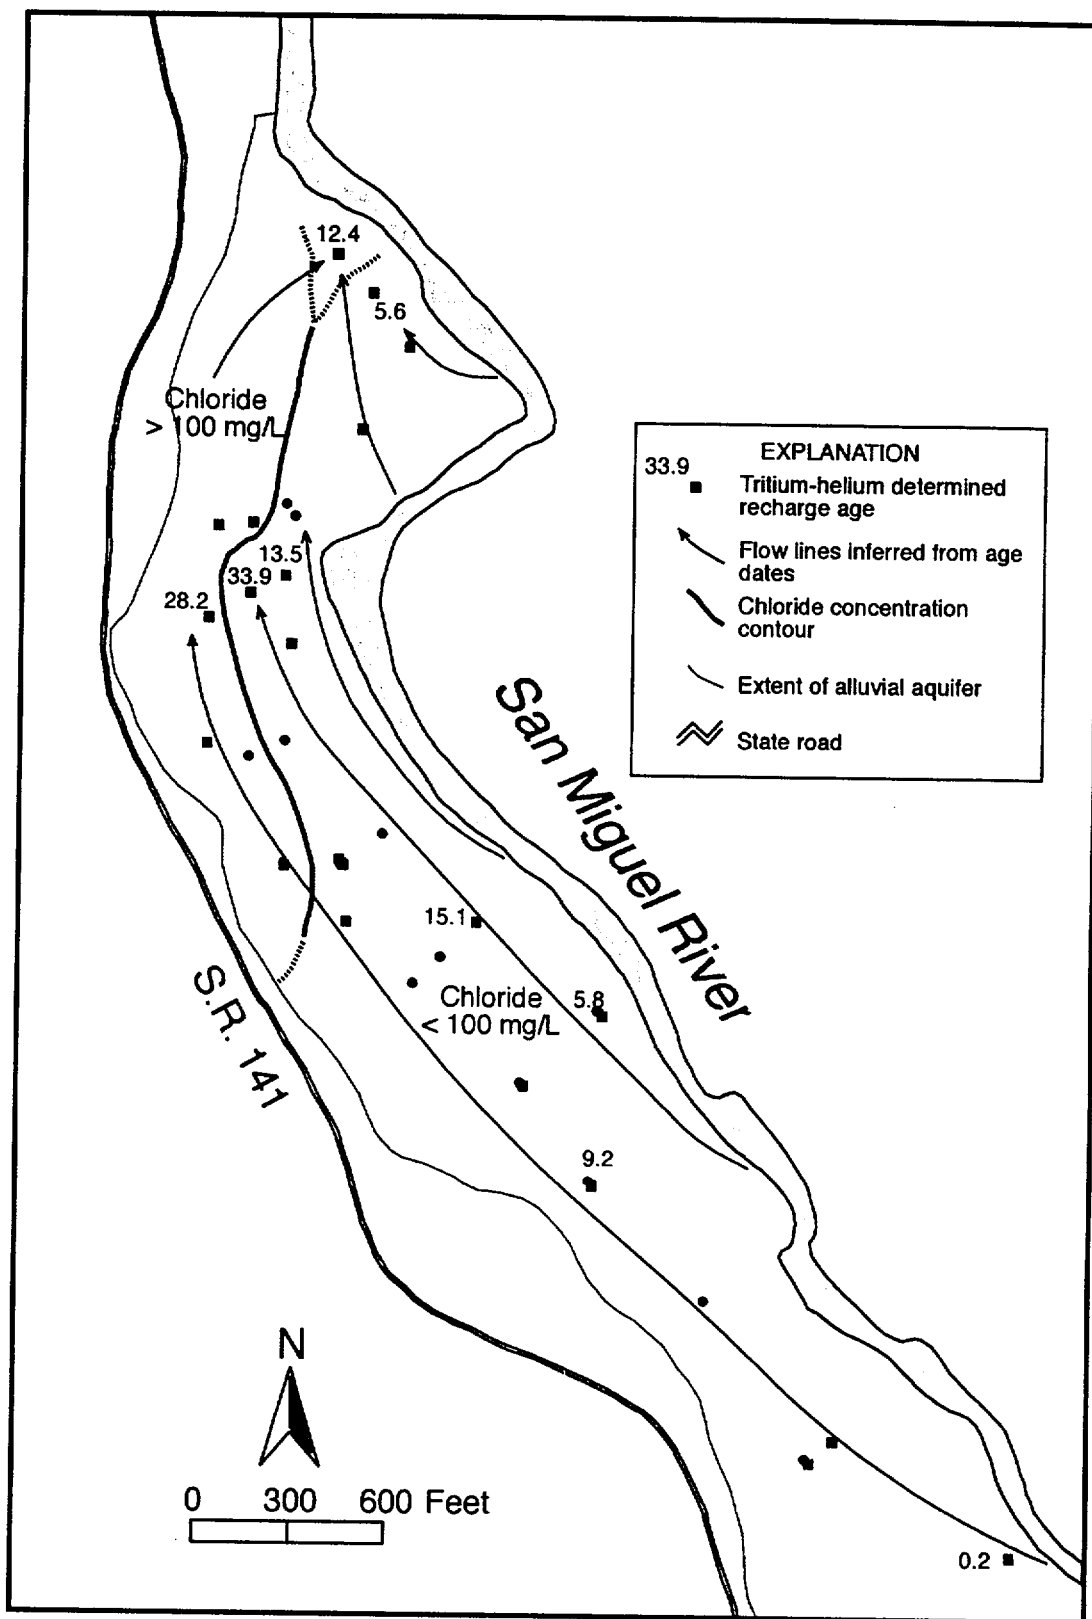 12.4
5.6
Chloride
> 100 mg/L
13.5
33.9
28.2
EXPLANATION
33.9
Tritium-helium determined
recharge age
Flow lines inferred from age
dates
Chloride concentration
contour
Extent of alluvial aquifer
State road
San Miguel River
15.1
Chloride
< 100 mg/L
5.8
S.R. 141
9.2
N
0 300 600 Feet
0.2